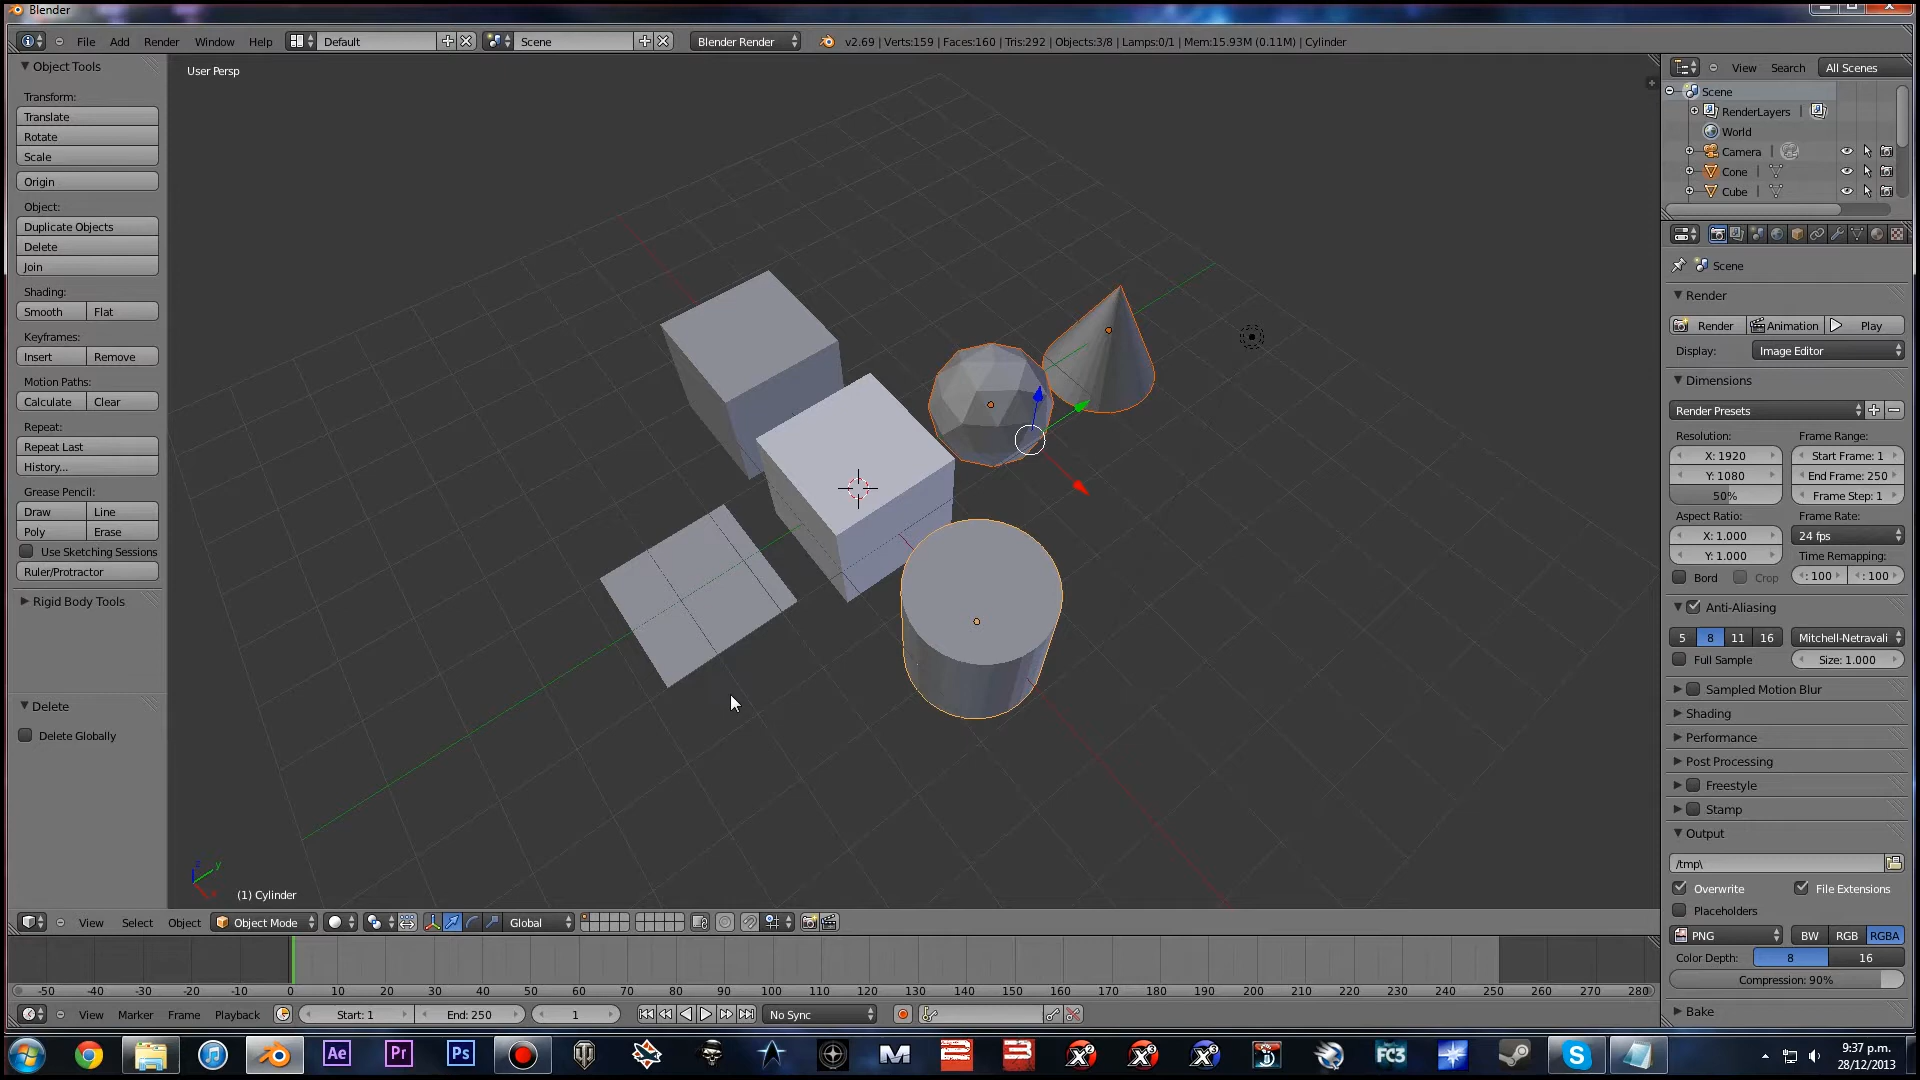 Blender
File Add Render Window Help Default Scene Blender Render v2.69 | Verts:159 | Faces:160 | Tris:292 | Objects:3/8 | Lamps:0/1 | Mem:15.93M (0.11M) | Cylinder
Object Tools
Transform:
Translate
Rotate
Scale
Origin
Object:
Duplicate Objects
Delete
Join
Shading:
Smooth Flat
Keyframes:
Insert Remove
Motion Paths:
Calculate Clear
Repeat:
Repeat Last
History...
Grease Pencil:
Draw Line
Poly Erase
Use Sketching Sessions
Ruler/Protractor
Rigid Body Tools
Delete
Delete Globally
User Persp
z y x
(1) Cylinder
View Select Object Object Mode Global
-50 -40 -30 -20 -10 0 10 20 30 40 50 60 70 80 90 100 110 120 130 140 150 160 170 180 190 200 210 220 230 240 250 260 270 280
View Marker Frame Playback Start: 1 End: 250 1 No Sync
View Search All Scenes
Scene
RenderLayers |
World
Camera |
Cone |
Cube |
Scene
Render
Render Animation Play
Display: Image Editor
Dimensions
Render Presets
Resolution: Frame Range:
X: 1920 Start Frame: 1
Y: 1080 End Frame: 250
50% Frame Step: 1
Aspect Ratio: Frame Rate:
X: 1.000 24 fps
Y: 1.000 Time Remapping:
Bord Crop : 100 : 100
Anti-Aliasing
5 8 11 16 Mitchell-Netravali
Full Sample Size: 1.000
Sampled Motion Blur
Shading
Performance
Post Processing
Freestyle
Stamp
Output
/tmp\
Overwrite File Extensions
Placeholders
PNG BW RGB RGBA
Color Depth: 8 16
Compression: 90%
Bake
Ae Pr Ps M 2 3 X X2 X3 FC3 S
9:37 p.m.
28/12/2013